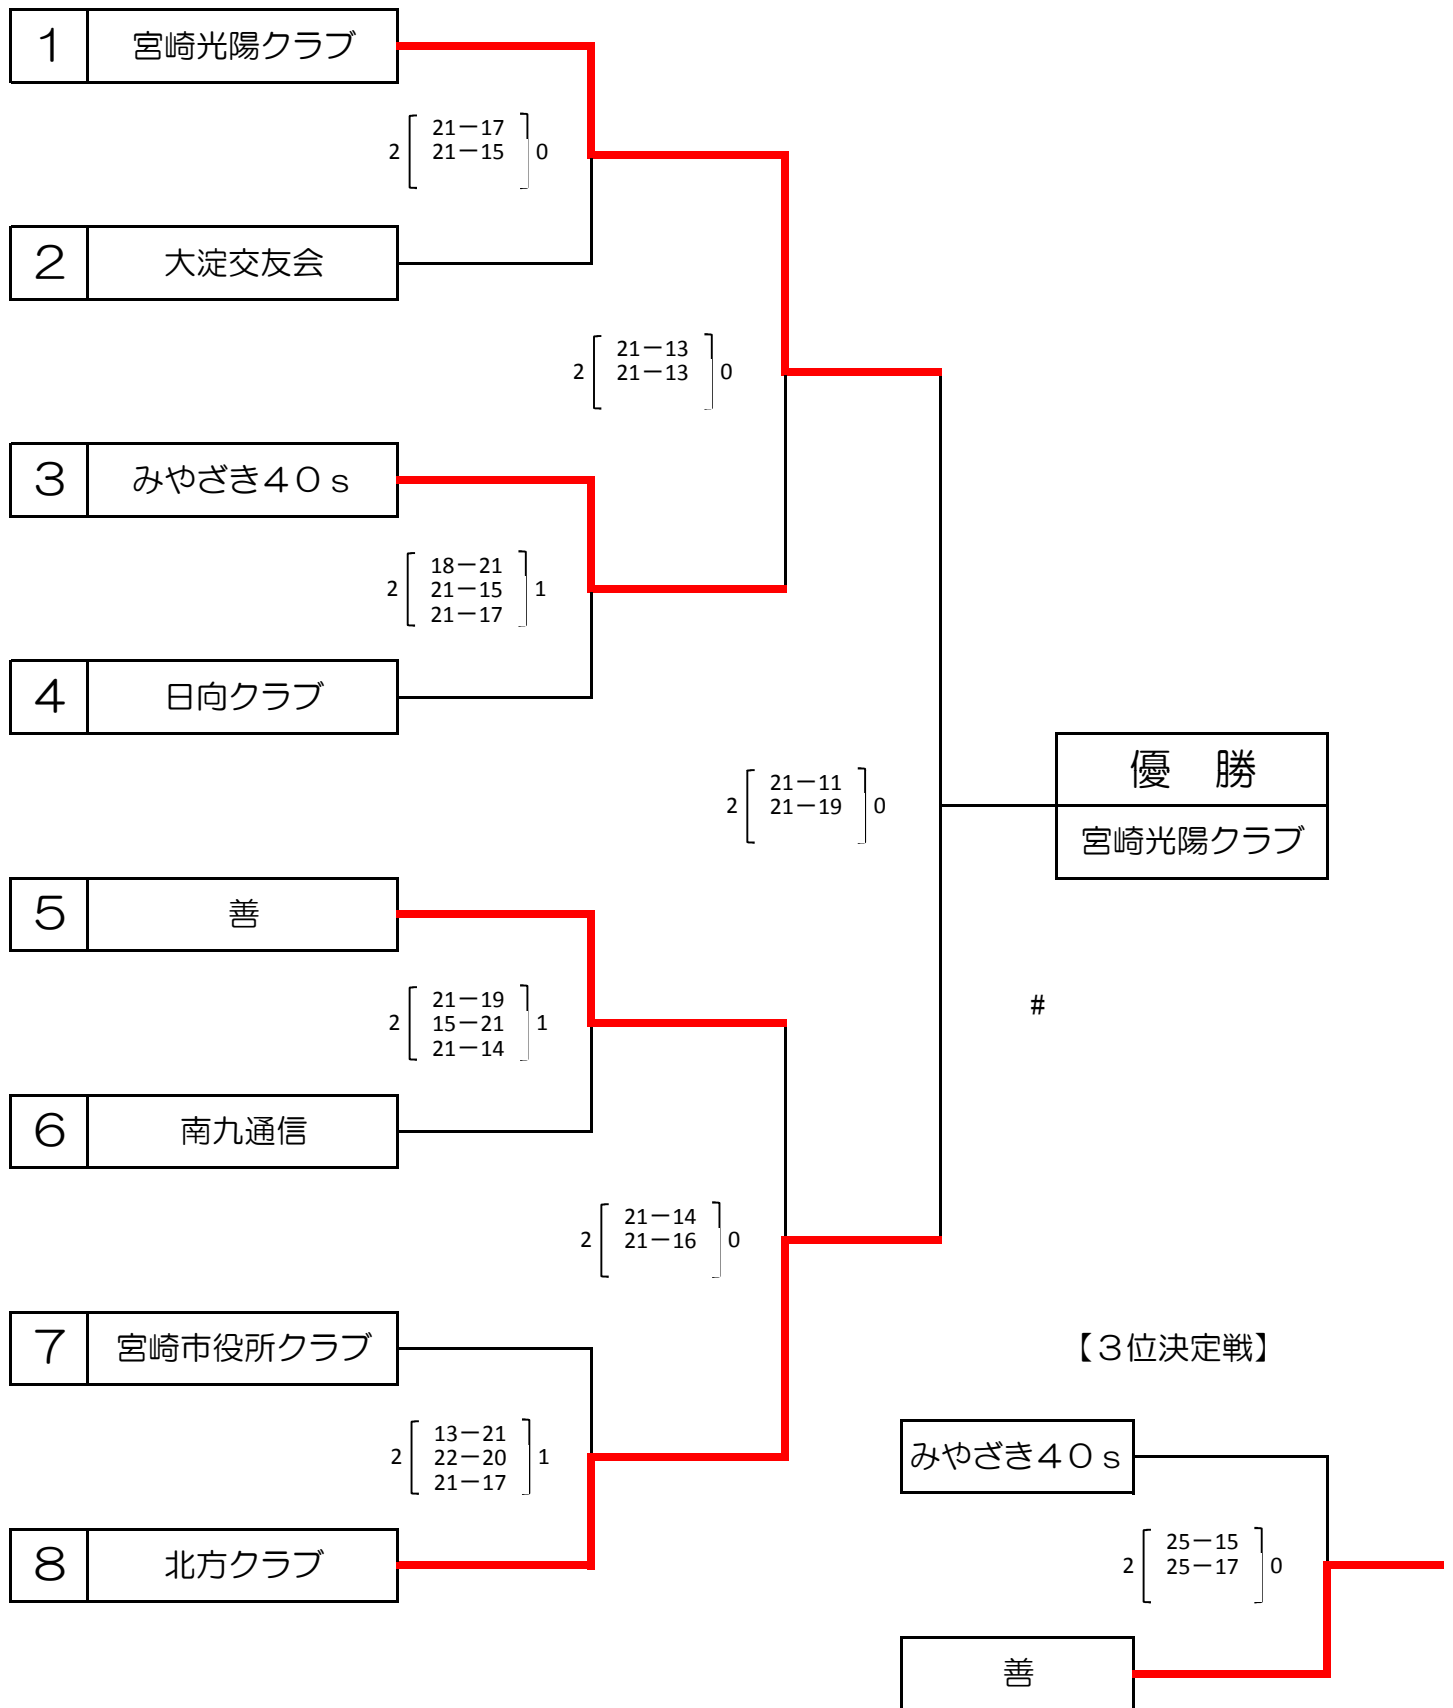 1 宮崎光陽クラブ
2 21－17 0
21－15
2 大淀交友会
2 21－13 0
21－13
3 みやざき４０ｓ
2 18－21 1
21－15
21－17
4 日向クラブ
優　勝
宮崎光陽クラブ
2 21－11 0
21－19
5 善
2 21－19 1
15－21
21－14
#
6 南九通信
2 21－14 0
21－16
7 宮崎市役所クラブ
2 13－21 1
22－20
21－17
8 北方クラブ
【３位決定戦】
みやざき４０ｓ
2 25－15 0
25－17
善